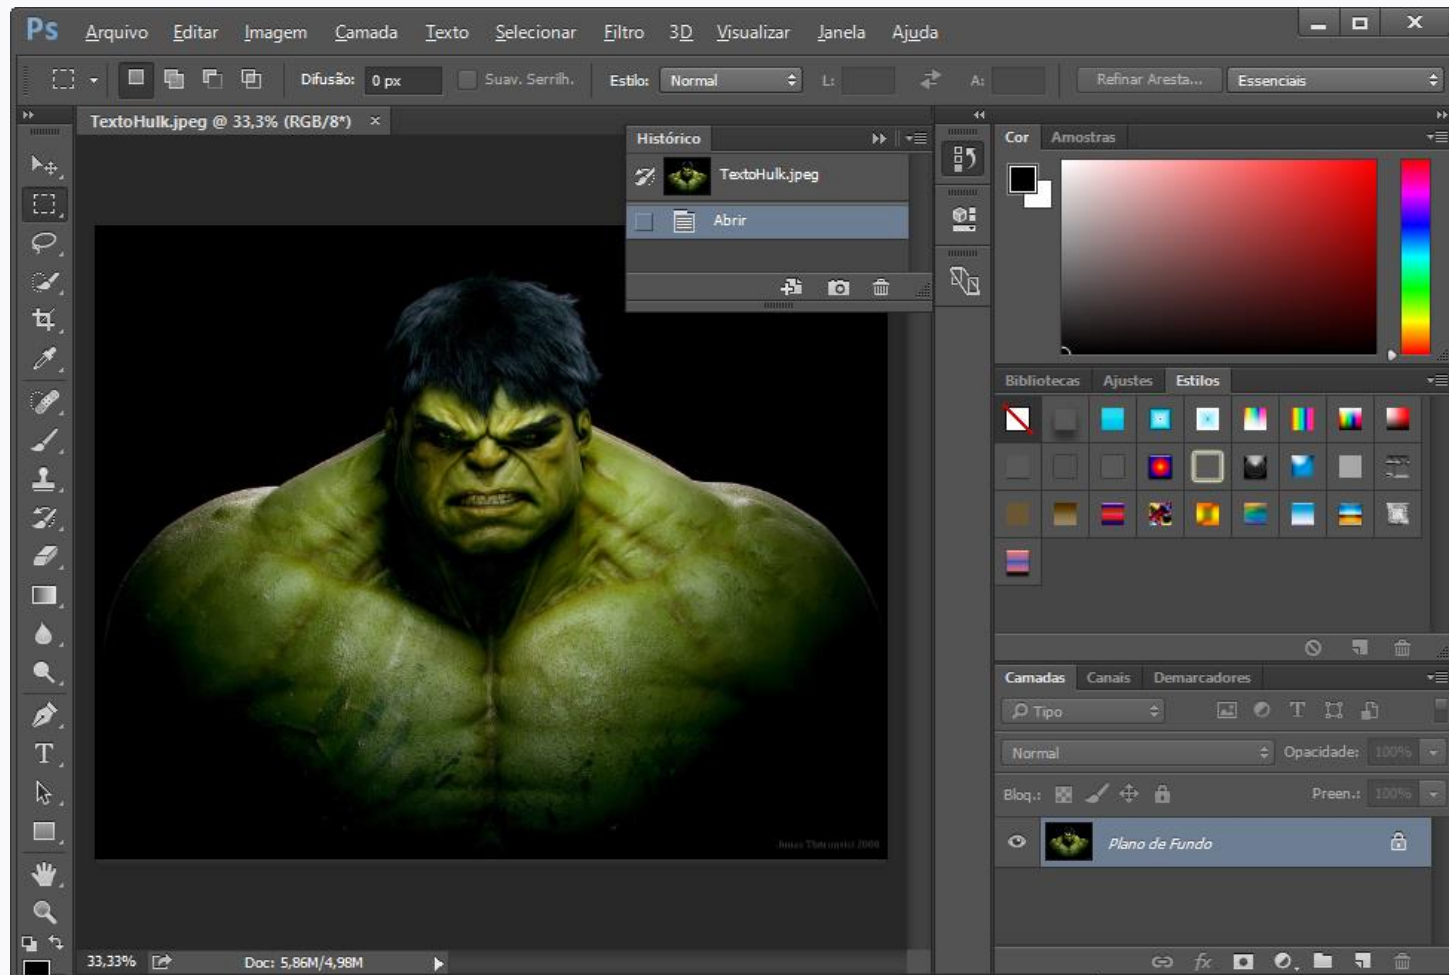 Ps Arquivo Editar Imagem Camada Texto Selecionar Filtro 3D Visualizar Janela Ajuda
Difusão: 0 px Suav. Serrilh. Estilo: Normal L: A: Refinar Aresta... Essenciais
TextoHulk.jpeg @ 33,3% (RGB/8*) ×
Histórico
TextoHulk.jpeg
Abrir
Cor Amostras
Bibliotecas Ajustes Estilos
Camadas Canais Demarcadores
Tipo
Normal Opacidade: 100%
Bloq.: Preen.: 100%
Plano de Fundo
T
33,33% Doc: 5,86M/4,98M
fx